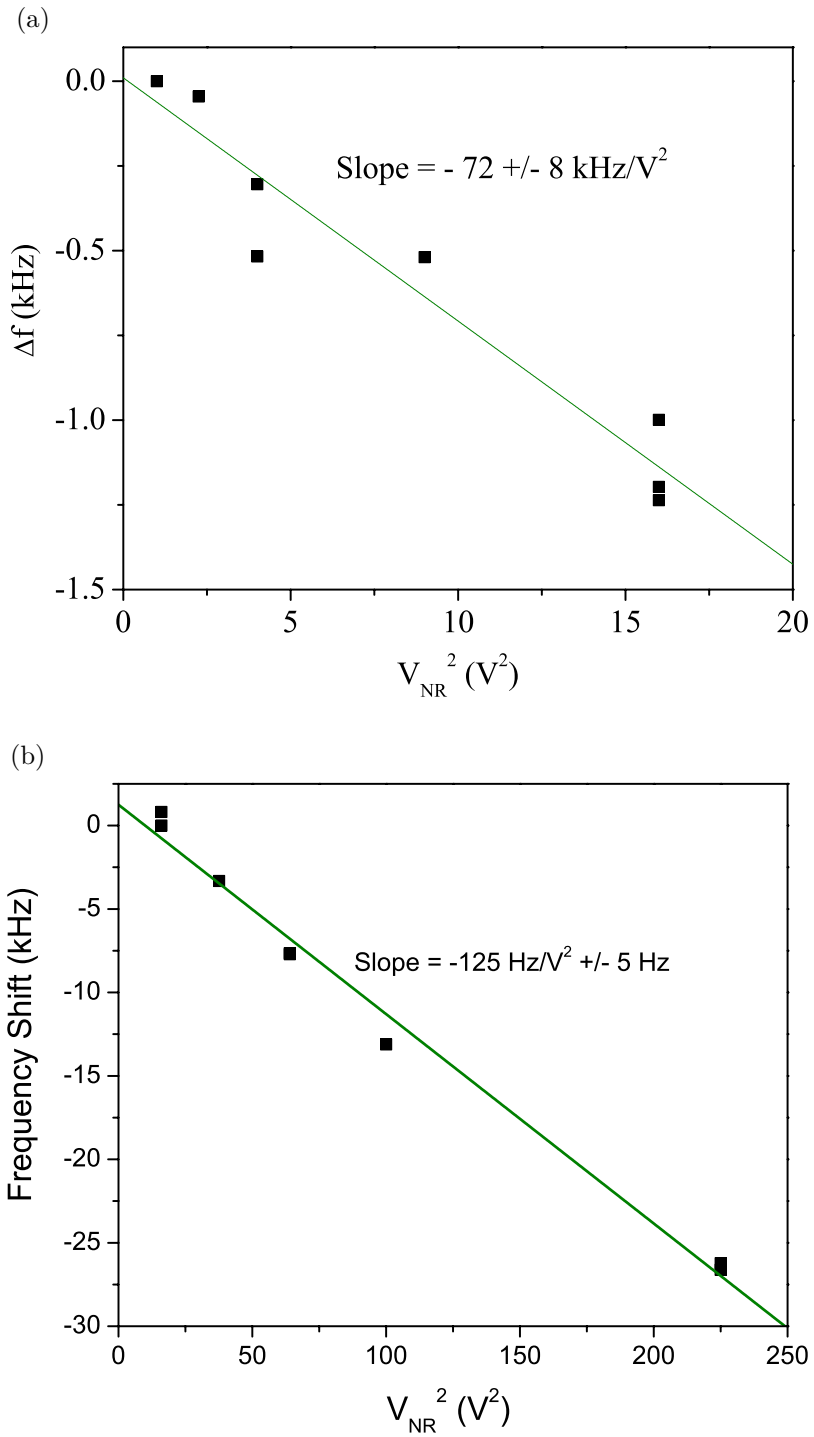 (a)
0.0
Slope = - 72 +/- 8 kHz/V²
-0.5
Δf (kHz)
-1.0
-1.5
0 5 10 15 20
V_NR² (V²)
(b)
0
-5
Slope = -125 Hz/V² +/- 5 Hz
-10
Frequency Shift (kHz)
-15
-20
-25
-30
0 50 100 150 200 250
V_NR² (V²)